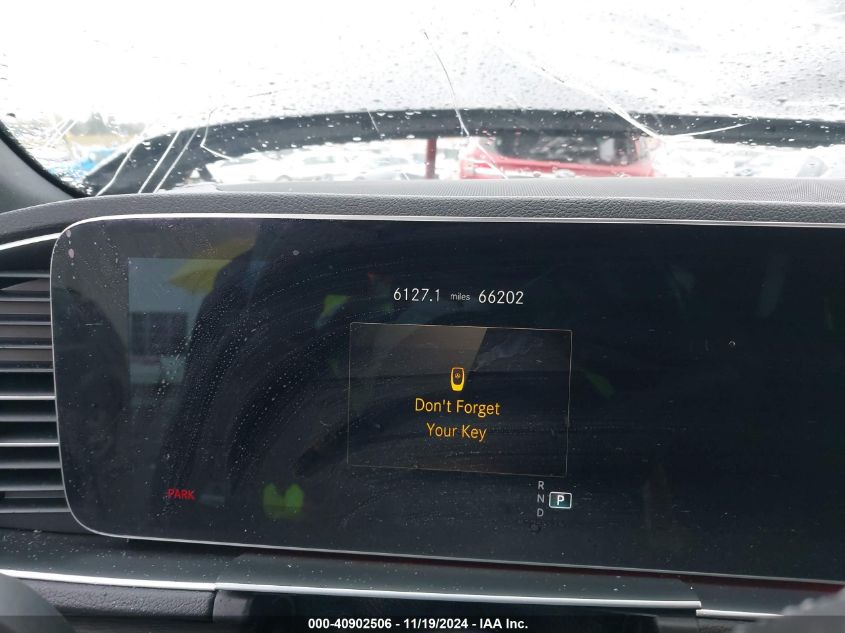 6127.1 miles 66202
Don't Forget
Your Key
PARK
R
N P
D
000-40902506 - 11/19/2024 - IAA Inc.